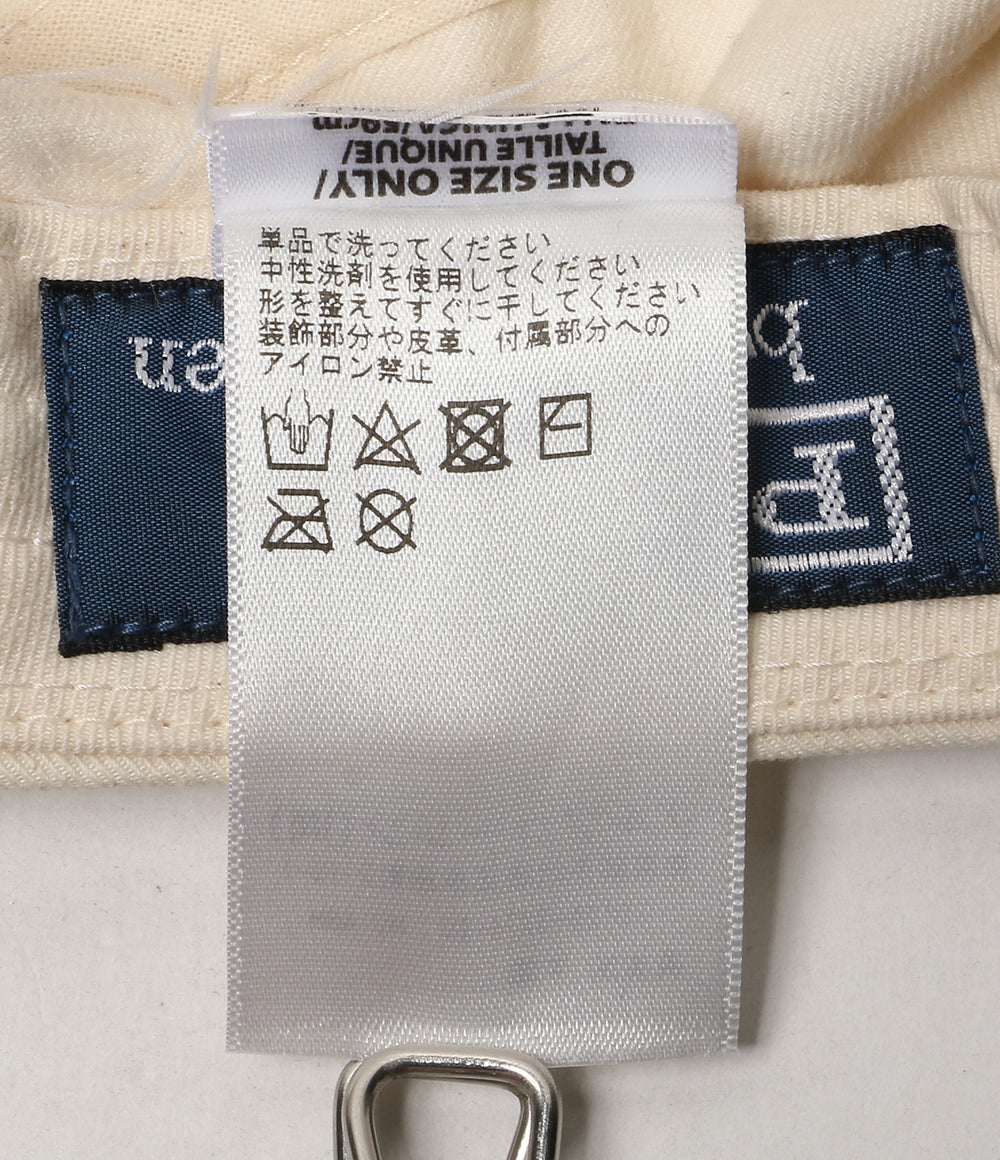 ONE SIZE ONLY/
TAILLE UNIQUE/
UNICA/59cm
単品で洗ってください
中性洗剤を使用してください
形を整えてすぐに干してください
装飾部分や皮革、付属部分への
アイロン禁止
en